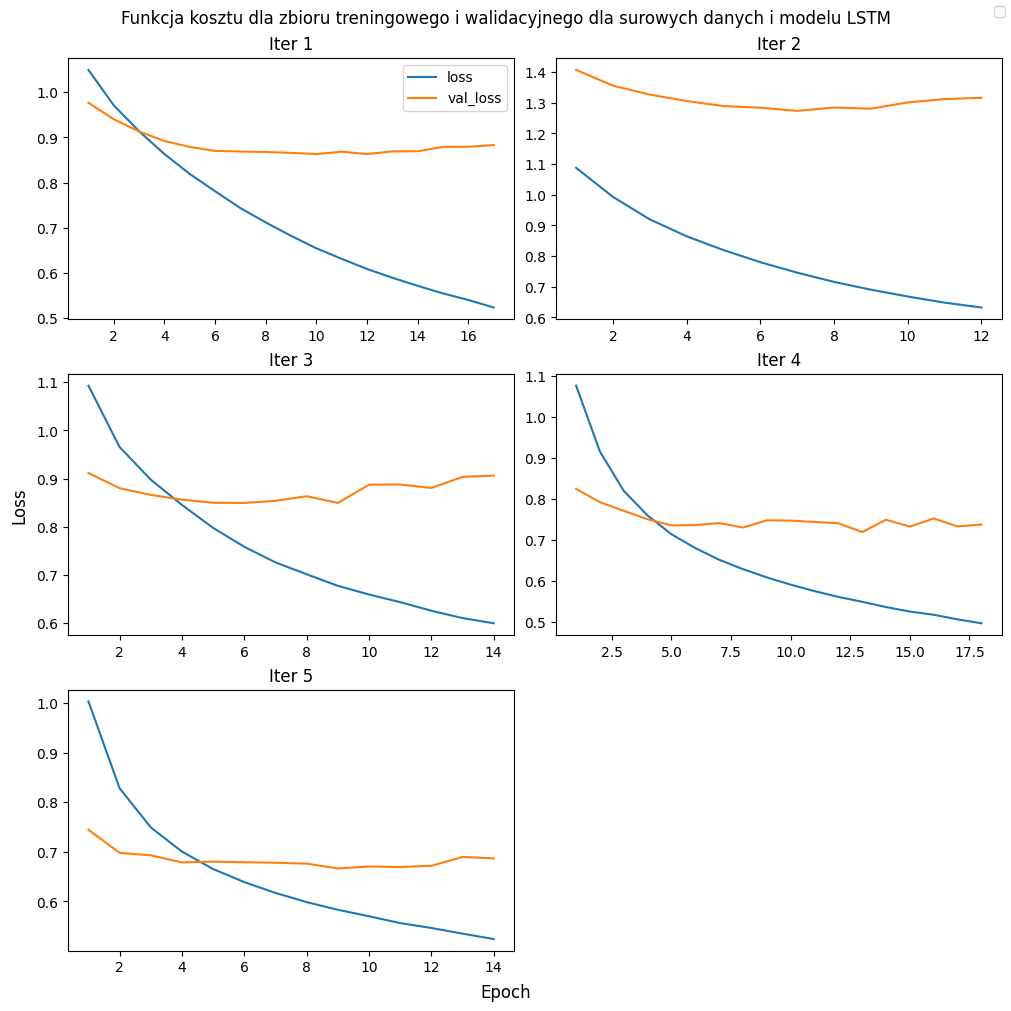 Funkcja kosztu dla zbioru treningowego i walidacyjnego dla surowych danych i modelu LSTM
Iter 1
1.0
0.9
0.8
0.7
0.6
0.5
2 4 6 8 10 12 14 16
loss
val_loss
Iter 2
1.4
1.3
1.2
1.1
1.0
0.9
0.8
0.7
0.6
2 4 6 8 10 12
Iter 3
1.1
1.0
0.9
0.8
0.7
0.6
2 4 6 8 10 12 14
Iter 4
1.1
1.0
0.9
0.8
0.7
0.6
0.5
2.5 5.0 7.5 10.0 12.5 15.0 17.5
Loss
Iter 5
1.0
0.9
0.8
0.7
0.6
2 4 6 8 10 12 14
Epoch